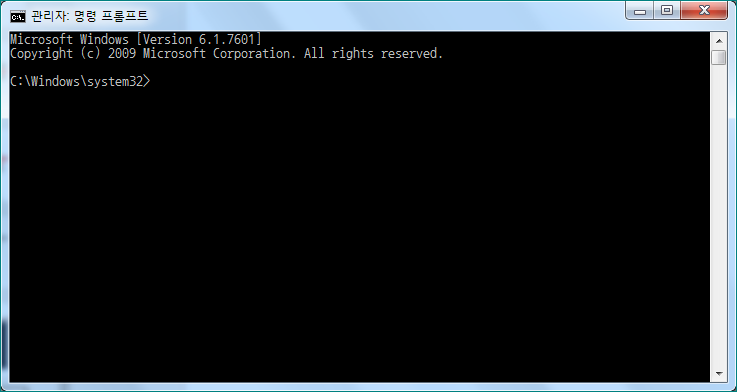 관리자: 명령 프롬프트
Microsoft Windows [Version 6.1.7601]
Copyright (c) 2009 Microsoft Corporation. All rights reserved.
C:\Windows\system32>